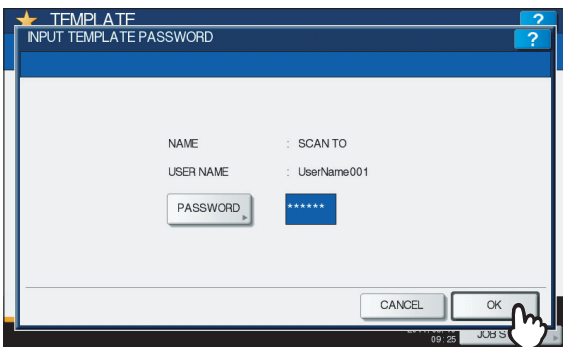 TEMPLATE ?
INPUT TEMPLATE PASSWORD ?
NAME : SCAN TO
USER NAME : UserName001
PASSWORD ******
CANCEL OK
09:25 JOB S